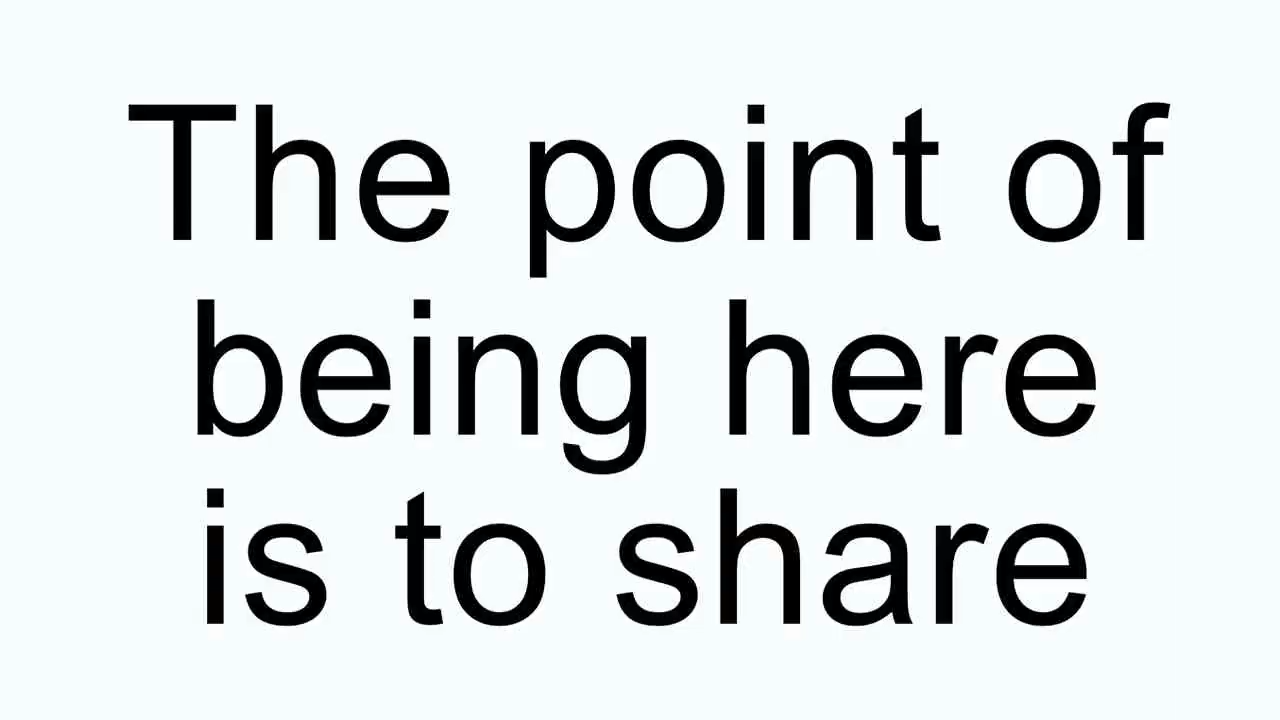 The point of
being here
is to share